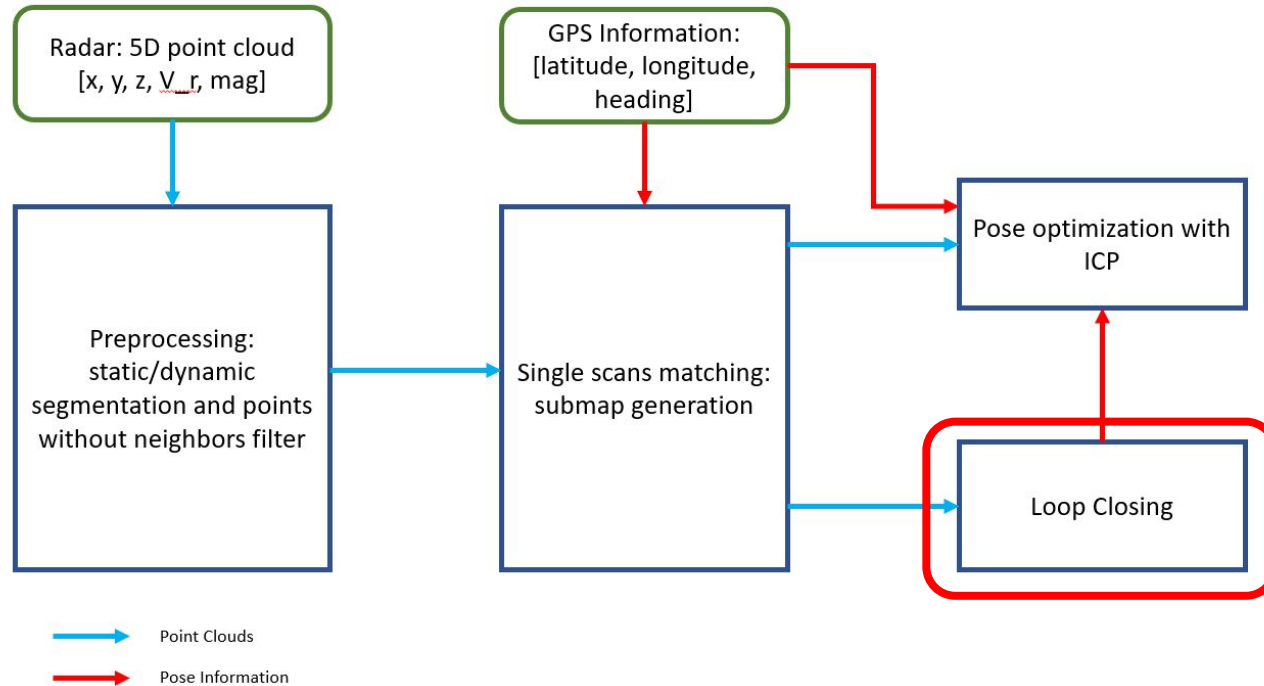 Radar: 5D point cloud
[x, y, z, V_r, mag]
GPS Information:
[latitude, longitude,
heading]
Pose optimization with
ICP
Preprocessing:
static/dynamic
segmentation and points
without neighbors filter
Single scans matching:
submap generation
Loop Closing
Point Clouds
Pose Information